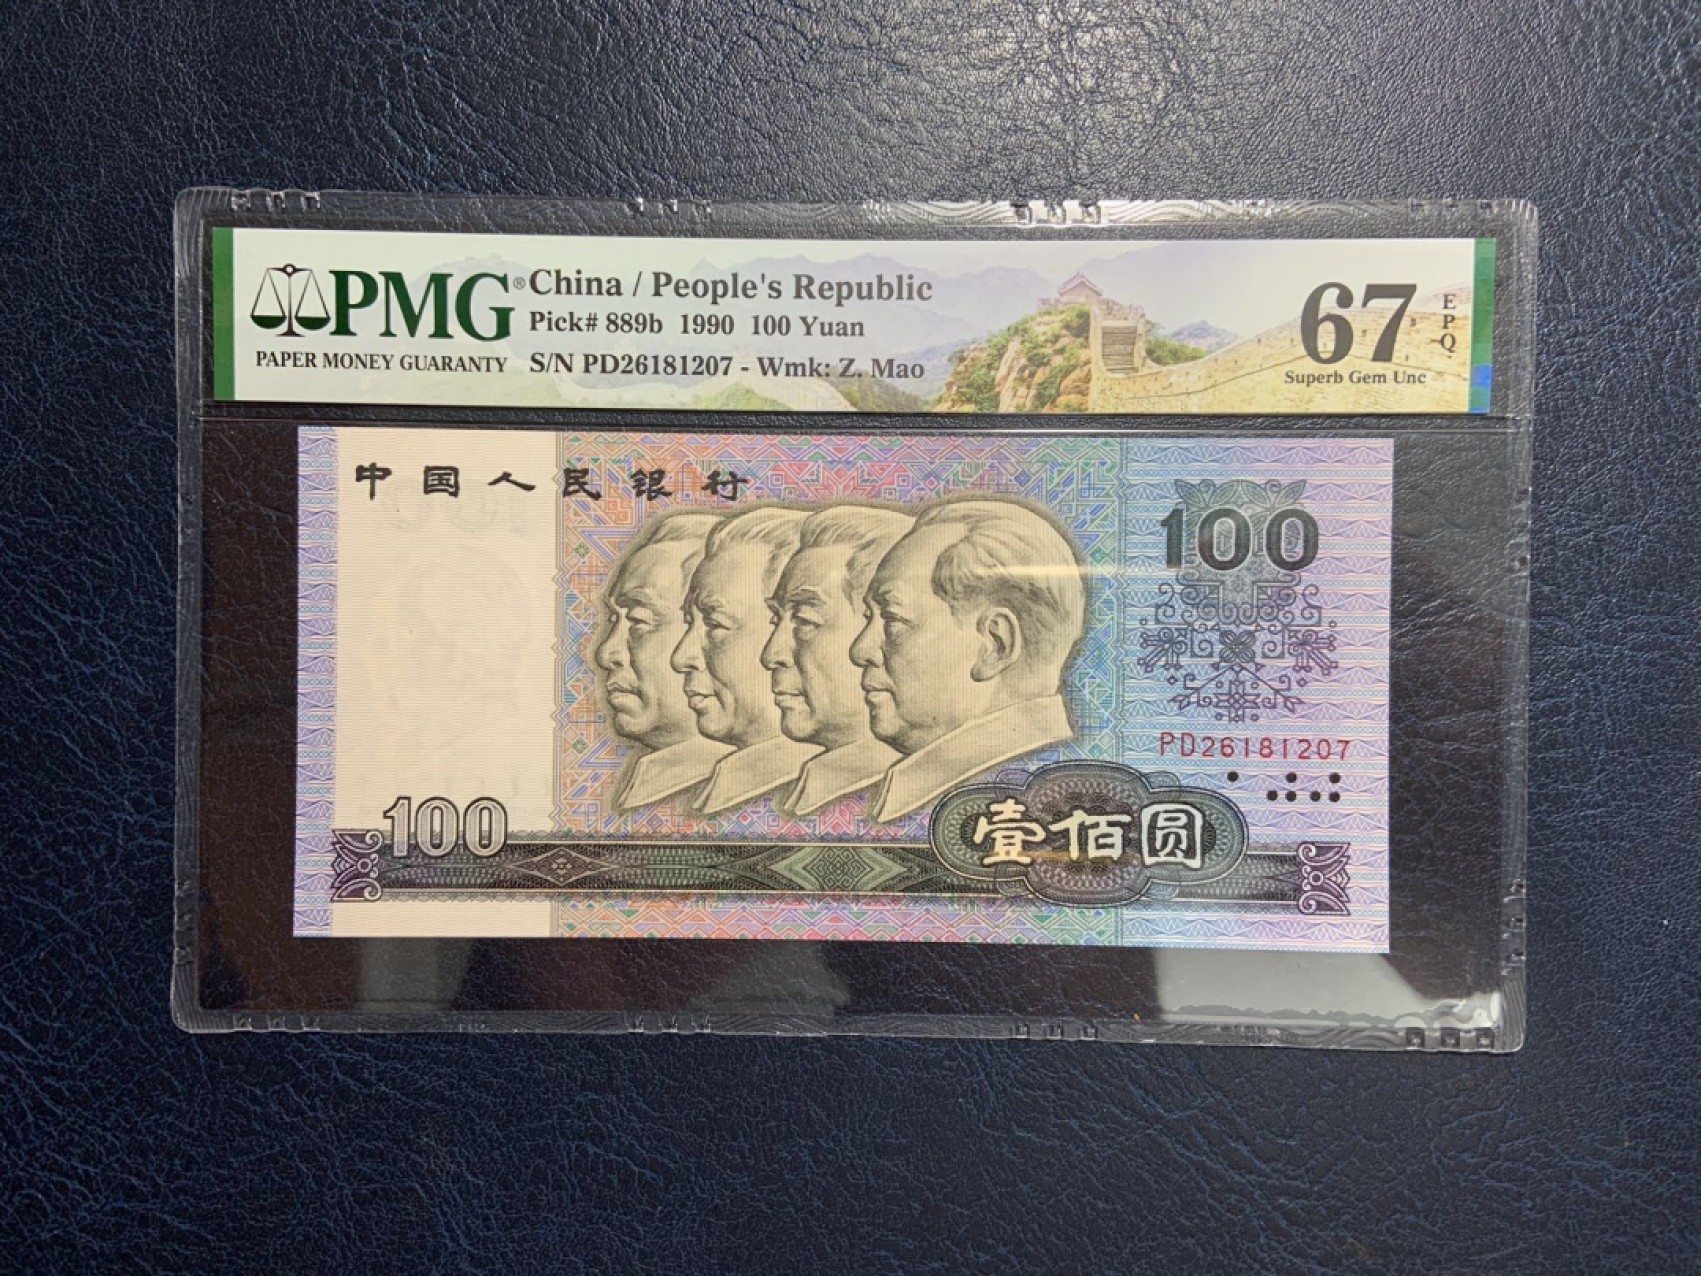 PMG®
PAPER MONEY GUARANTY
China / People's Republic
Pick# 889b 1990 100 Yuan
S/N PD26181207 - Wmk: Z. Mao
67
EPQ
Superb Gem Unc
中国人民银行
100
PD26181207
100
壹佰圆